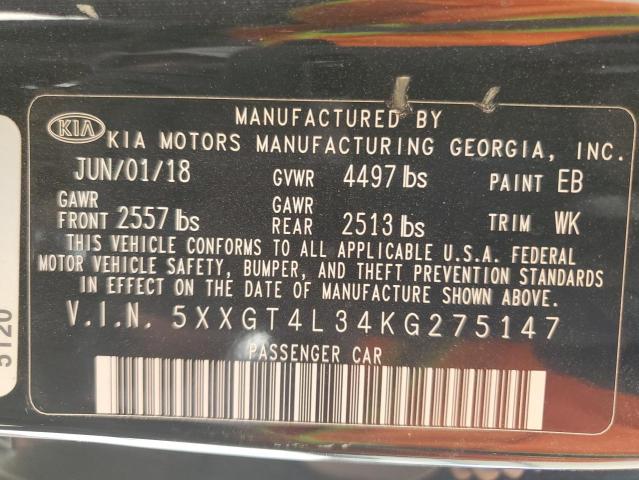 MANUFACTURED BY
KIA KIA MOTORS MANUFACTURING GEORGIA, INC.
JUN/01/18 GVWR 4497 lbs PAINT EB
GAWR FRONT 2557 lbs GAWR REAR 2513 lbs TRIM WK
THIS VEHICLE CONFORMS TO ALL APPLICABLE U.S.A. FEDERAL
MOTOR VEHICLE SAFETY, BUMPER, AND THEFT PREVENTION STANDARDS
IN EFFECT ON THE DATE OF MANUFACTURE SHOWN ABOVE.
V.I.N. 5XXGT4L34KG275147
PASSENGER CAR
5120